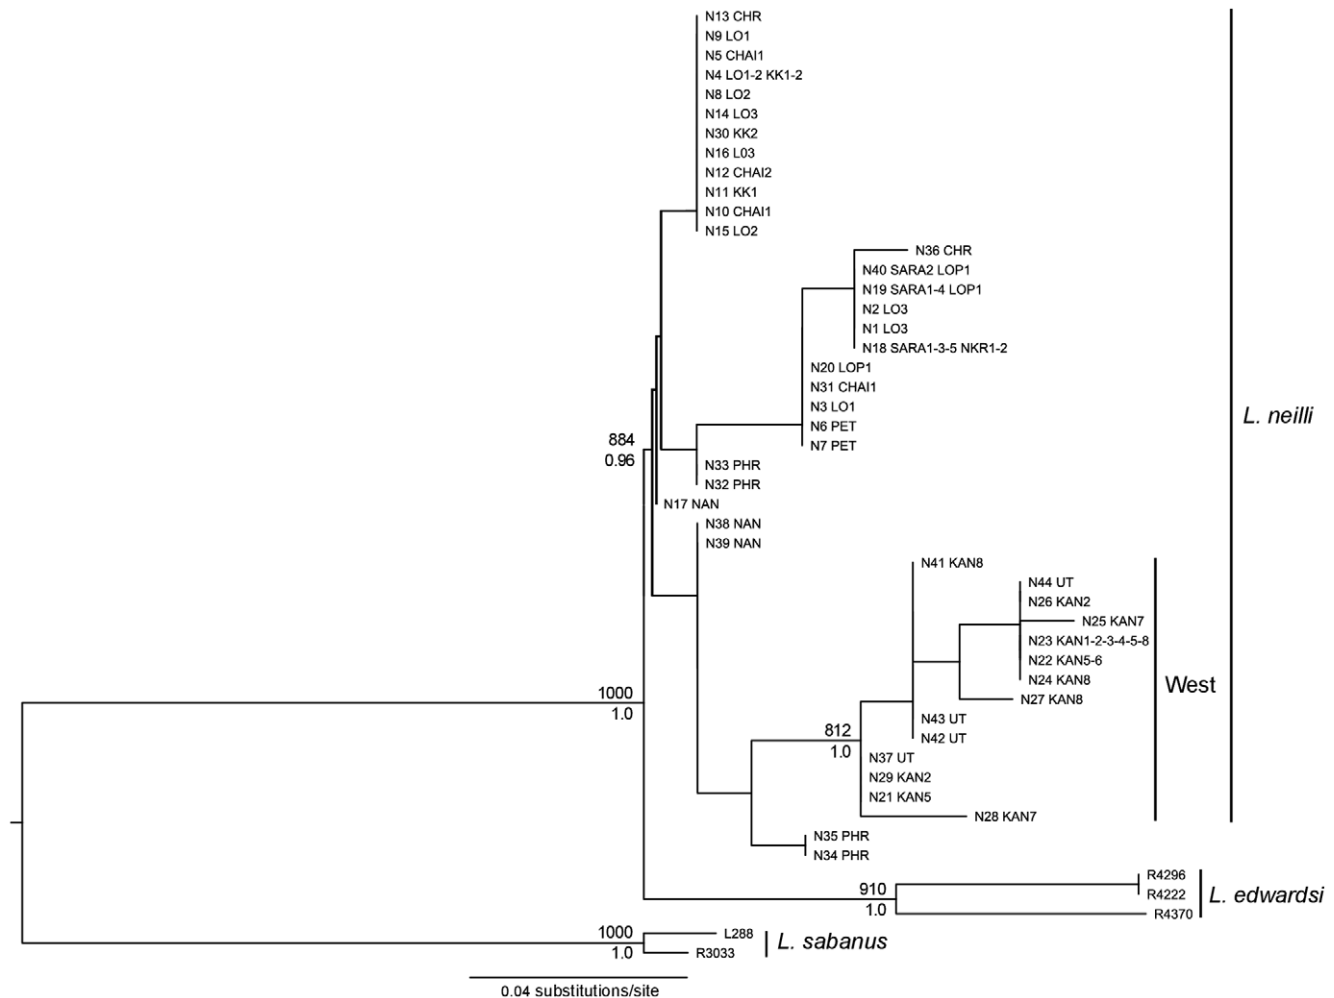 N13 CHR
N9 LO1
N5 CHAI1
N4 LO1-2 KK1-2
N8 LO2
N14 LO3
N30 KK2
N16 L03
N12 CHAI2
N11 KK1
N10 CHAI1
N15 LO2
N36 CHR
N40 SARA2 LOP1
N19 SARA1-4 LOP1
N2 LO3
N1 LO3
N18 SARA1-3-5 NKR1-2
N20 LOP1
N31 CHAI1
N3 LO1
N6 PET
N7 PET
L. neilli
884
0.96
N33 PHR
N32 PHR
N17 NAN
N38 NAN
N39 NAN
N41 KAN8
N44 UT
N26 KAN2
N25 KAN7
N23 KAN1-2-3-4-5-8
N22 KAN5-6
N24 KAN8
N27 KAN8
West
1000
1.0
N43 UT
N42 UT
812
1.0
N37 UT
N29 KAN2
N21 KAN5
N28 KAN7
N35 PHR
N34 PHR
910
1.0
R4296
R4222
R4370
L. edwardsi
1000
1.0
L288
R3033
L. sabanus
0.04 substitutions/site